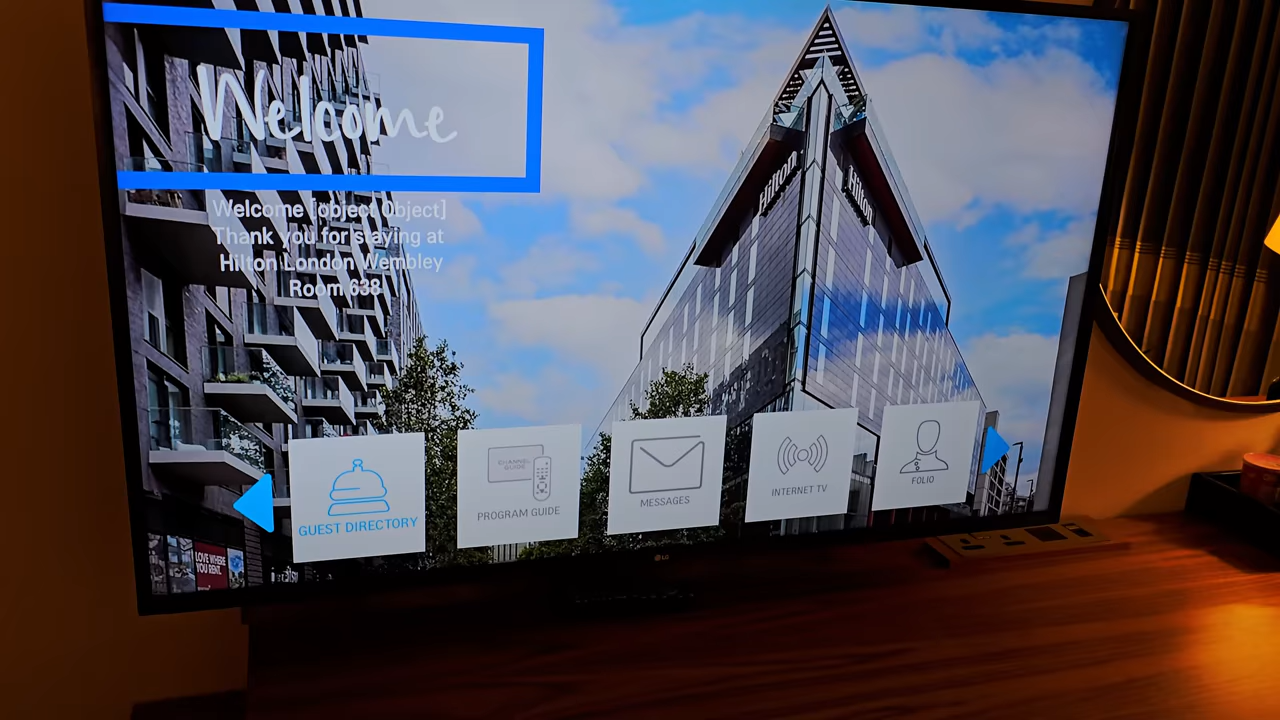 Welcome
Welcome [object Object]
Thank you for staying at
Hilton London Wembley
Room 638
Hilton
Hilton
GUEST DIRECTORY
CHANNEL
GUIDE
PROGRAM GUIDE
MESSAGES
INTERNET TV
FOLIO
LOVE WHERE
YOU RENT.
LG